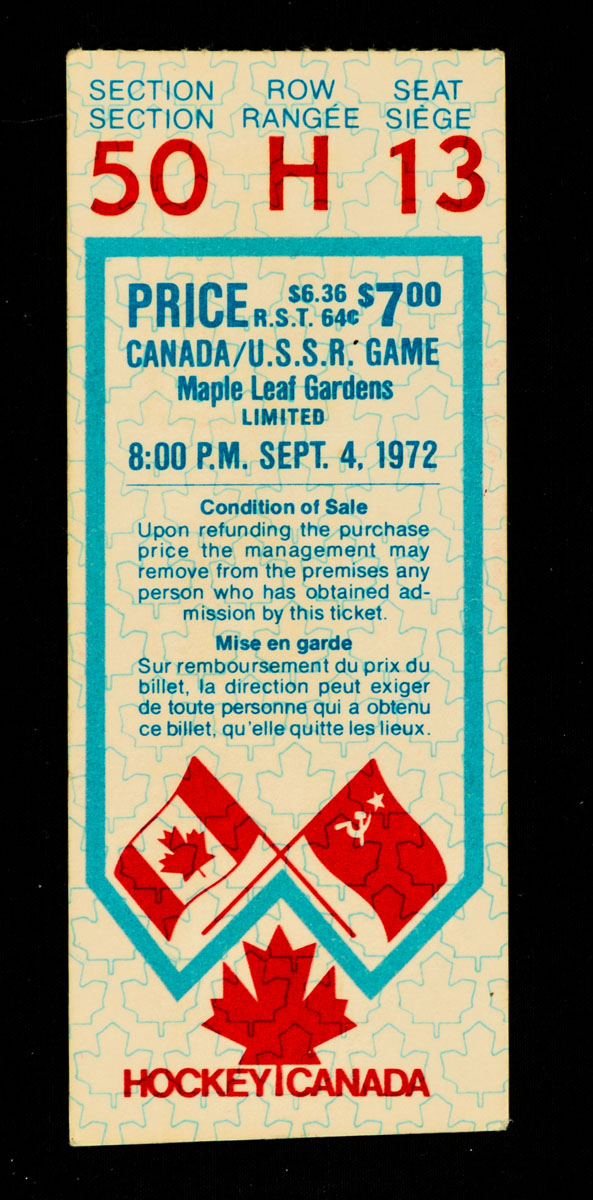 SECTION ROW SEAT
SECTION RANGÉE SIÈGE
50 H 13
PRICE $6.36 R.S.T. 64¢ $7.00
CANADA/U.S.S.R. GAME
Maple Leaf Gardens
LIMITED
8:00 P.M. SEPT. 4, 1972
Condition of Sale
Upon refunding the purchase
price the management may
remove from the premises any
person who has obtained ad-
mission by this ticket.
Mise en garde
Sur remboursement du prix du
billet, la direction peut exiger
de toute personne qui a obtenu
ce billet, qu'elle quitte les lieux.
HOCKEY CANADA